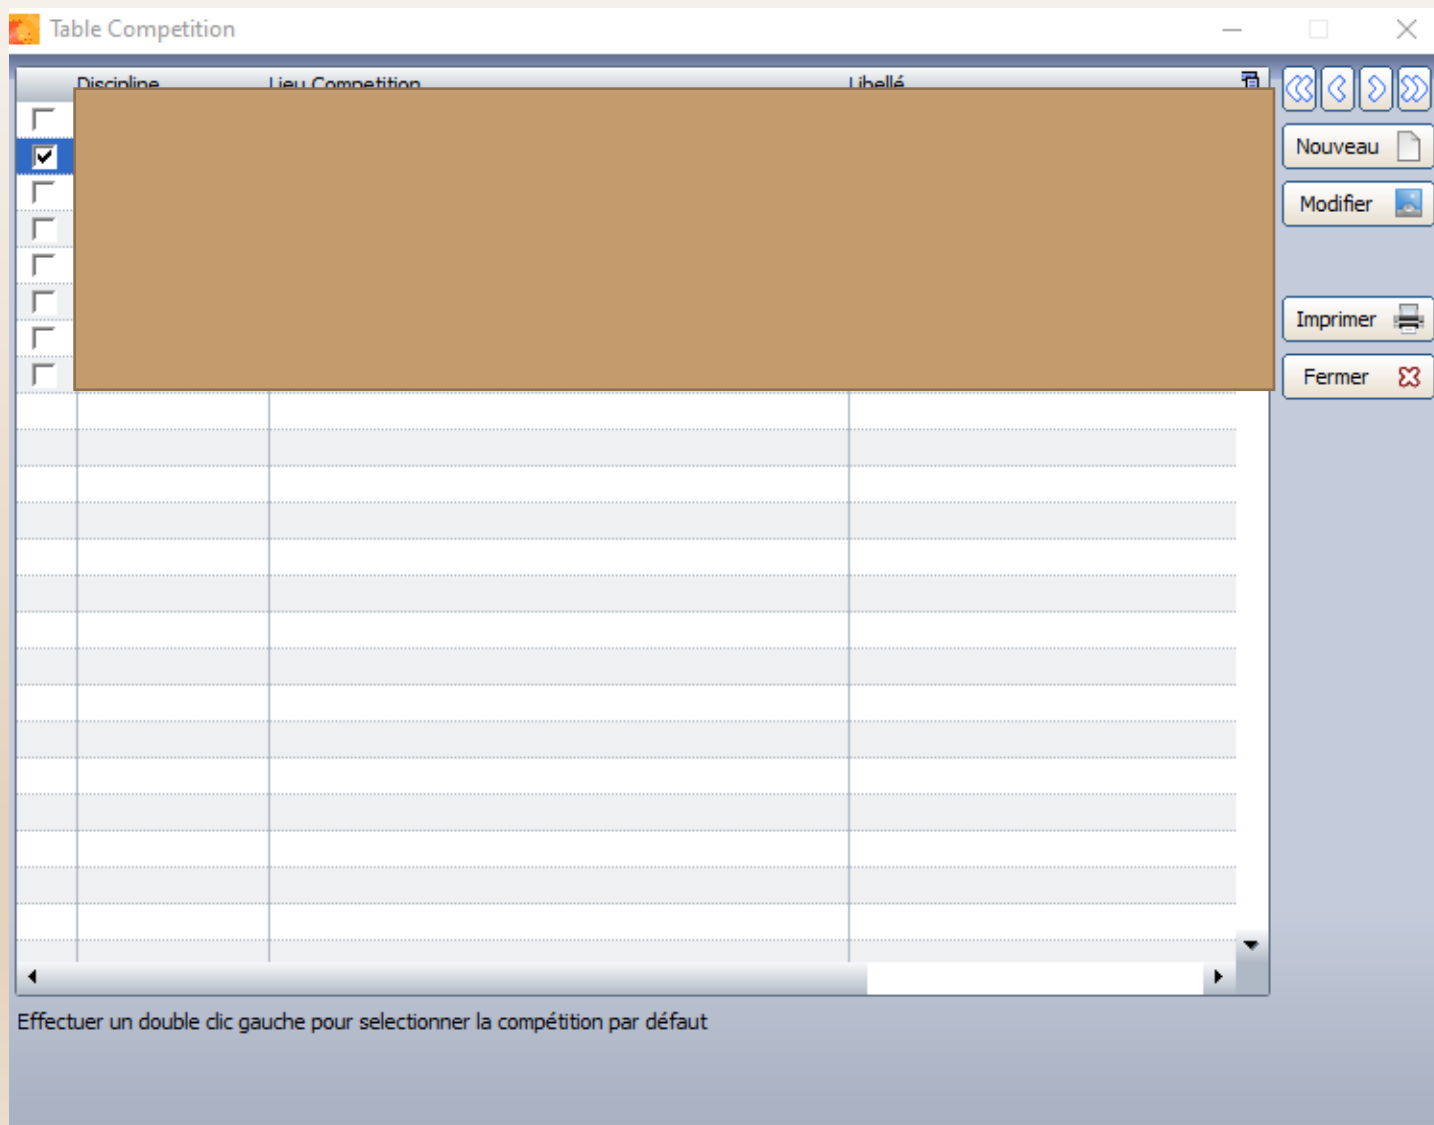 Table Competition
Discipline Lieu Competition Libellé
Nouveau
Modifier
Imprimer
Fermer
Effectuer un double clic gauche pour selectionner la compétition par défaut